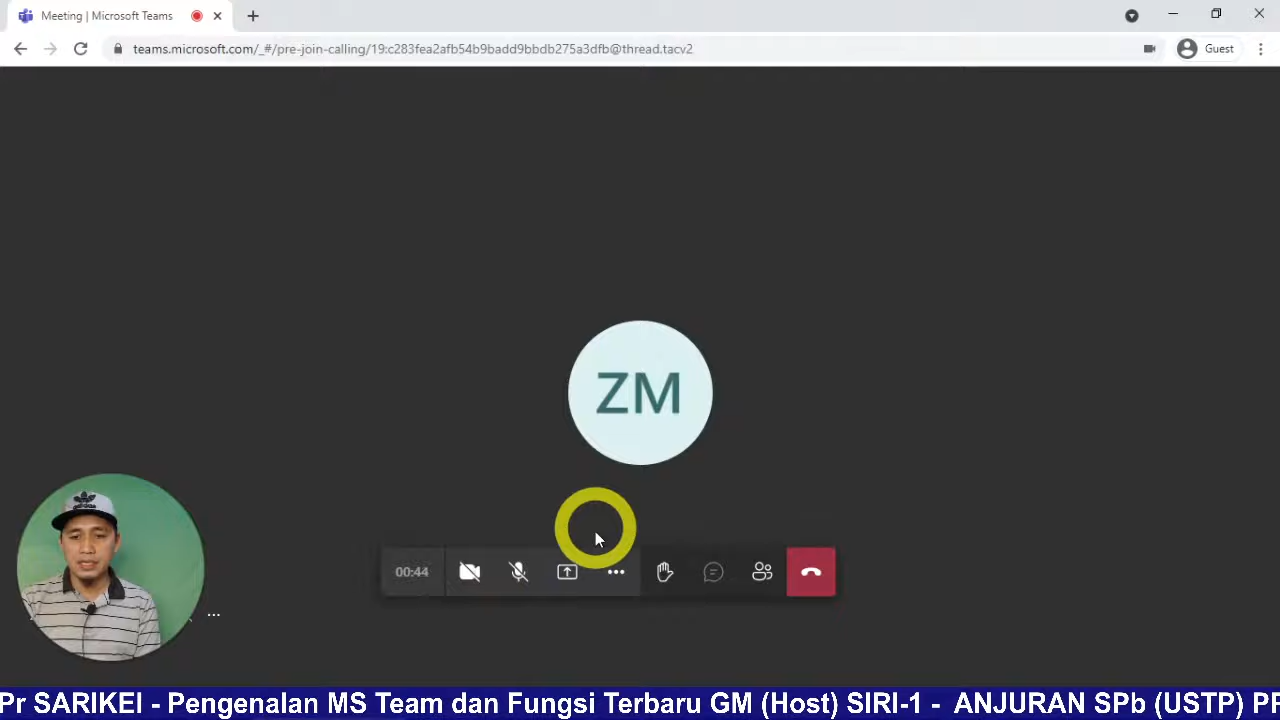 Meeting | Microsoft Teams
teams.microsoft.com/_#/pre-join-calling/19:c283fea2afb54b9badd9bbdb275a3dfb@thread.tacv2
Guest
ZM
00:44
Pr SARIKEI - Pengenalan MS Team dan Fungsi Terbaru GM (Host) SIRI-1 - ANJURAN SPb (USTP) PP